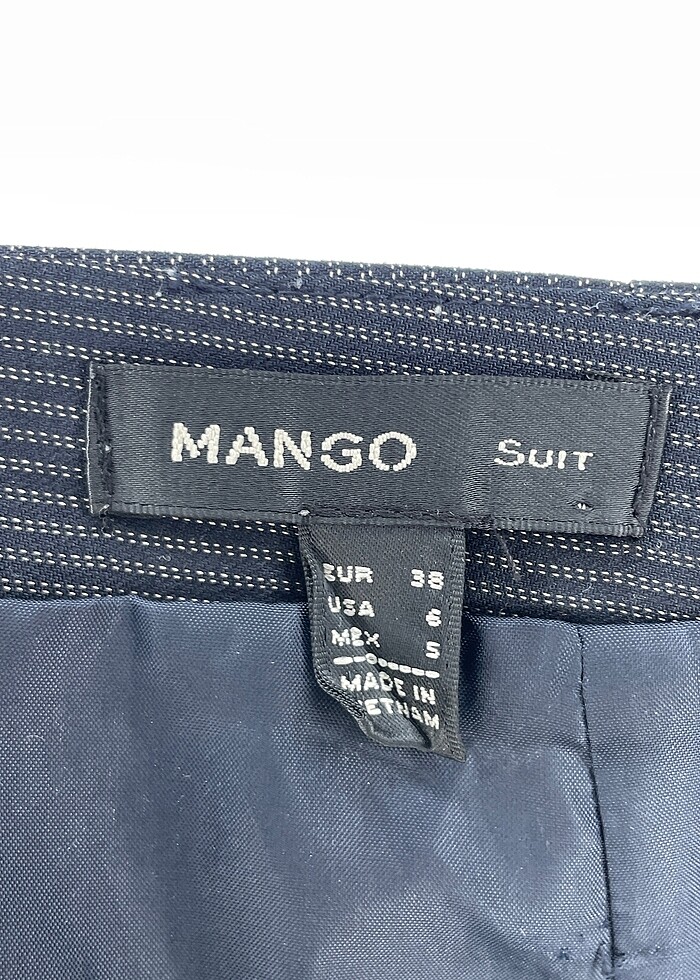 MANGO SUIT
EUR 38
USA 6
MEX 5
MADE IN
VIETNAM